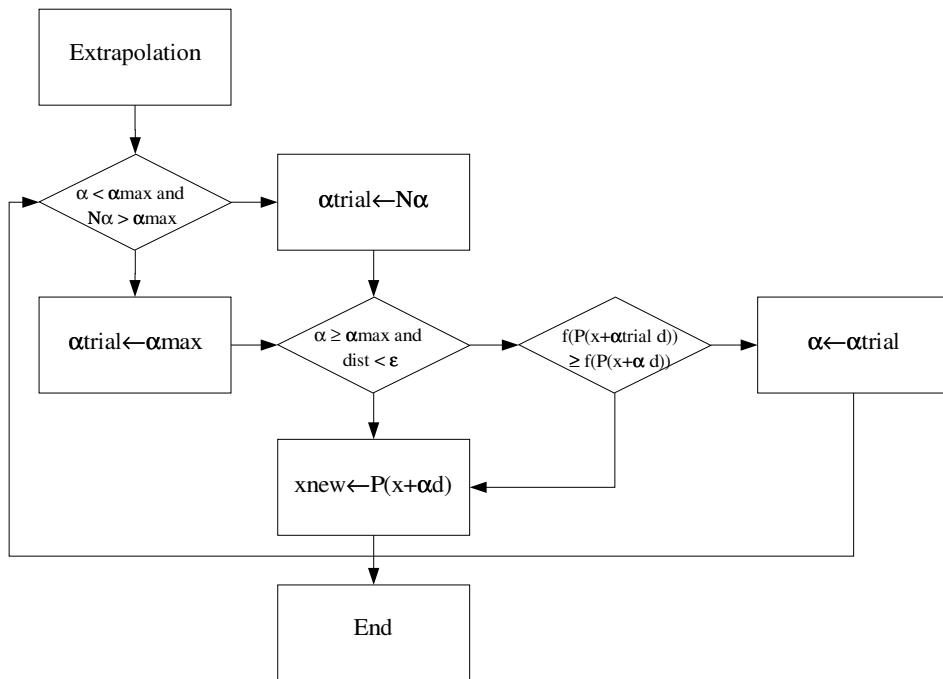 Extrapolation
α < αmax and
Nα > αmax
αtrial←Nα
αtrial←αmax
α ≥ αmax and
dist < ε
f(P(x+αtrial d))
≥ f(P(x+α d))
α←αtrial
xnew←P(x+αd)
End